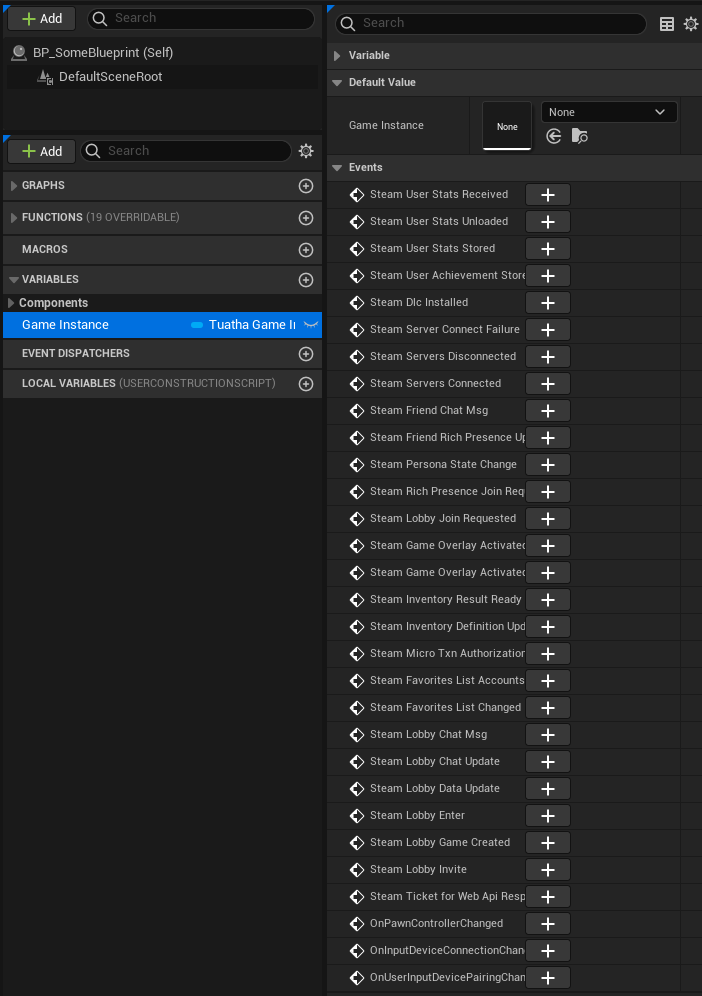 Add
Search
BP_SomeBlueprint (Self)
DefaultSceneRoot
Add
Search
GRAPHS
FUNCTIONS (19 OVERRIDABLE)
MACROS
VARIABLES
Components
Game Instance Tuatha Game I
EVENT DISPATCHERS
LOCAL VARIABLES (USERCONSTRUCTIONSCRIPT)
Search
Variable
Default Value
Game Instance
None
None
Events
Steam User Stats Received
Steam User Stats Unloaded
Steam User Stats Stored
Steam User Achievement Store
Steam Dlc Installed
Steam Server Connect Failure
Steam Servers Disconnected
Steam Servers Connected
Steam Friend Chat Msg
Steam Friend Rich Presence Up
Steam Persona State Change
Steam Rich Presence Join Req
Steam Lobby Join Requested
Steam Game Overlay Activated
Steam Game Overlay Activated
Steam Inventory Result Ready
Steam Inventory Definition Upd
Steam Micro Txn Authorization
Steam Favorites List Accounts
Steam Favorites List Changed
Steam Lobby Chat Msg
Steam Lobby Chat Update
Steam Lobby Data Update
Steam Lobby Enter
Steam Lobby Game Created
Steam Lobby Invite
Steam Ticket for Web Api Resp
OnPawnControllerChanged
OnInputDeviceConnectionChan
OnUserInputDevicePairingChan